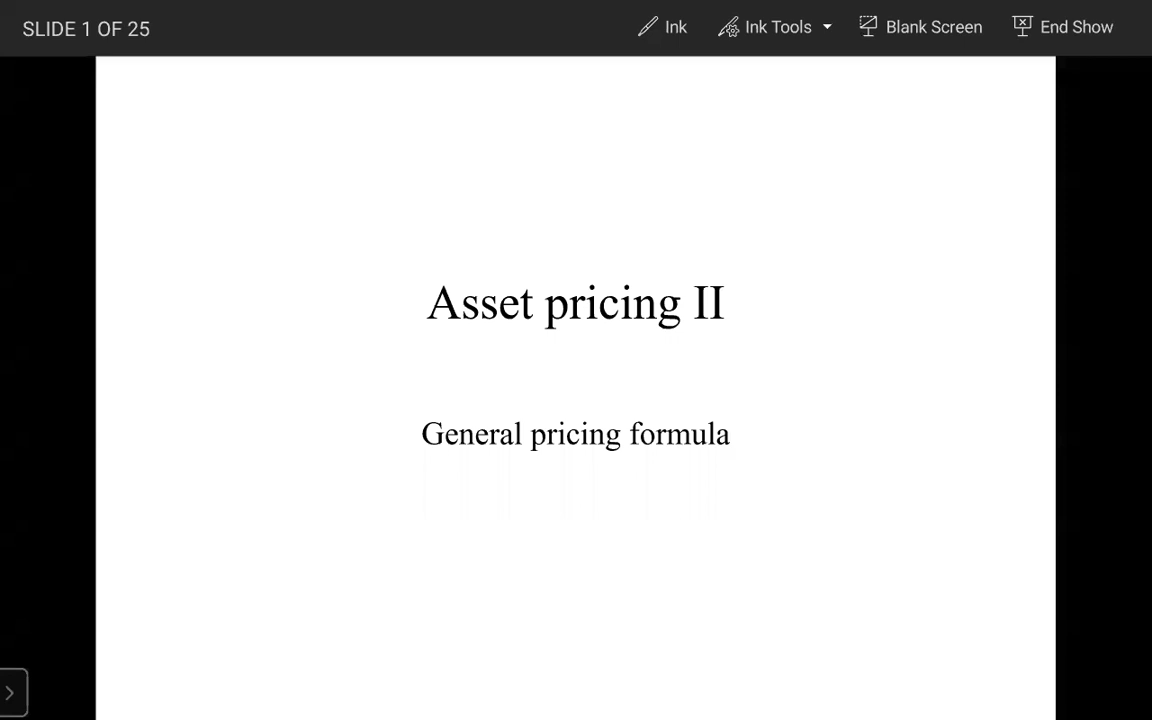 SLIDE 1 OF 25
Ink
Ink Tools
Blank Screen
End Show
Asset pricing II
General pricing formula